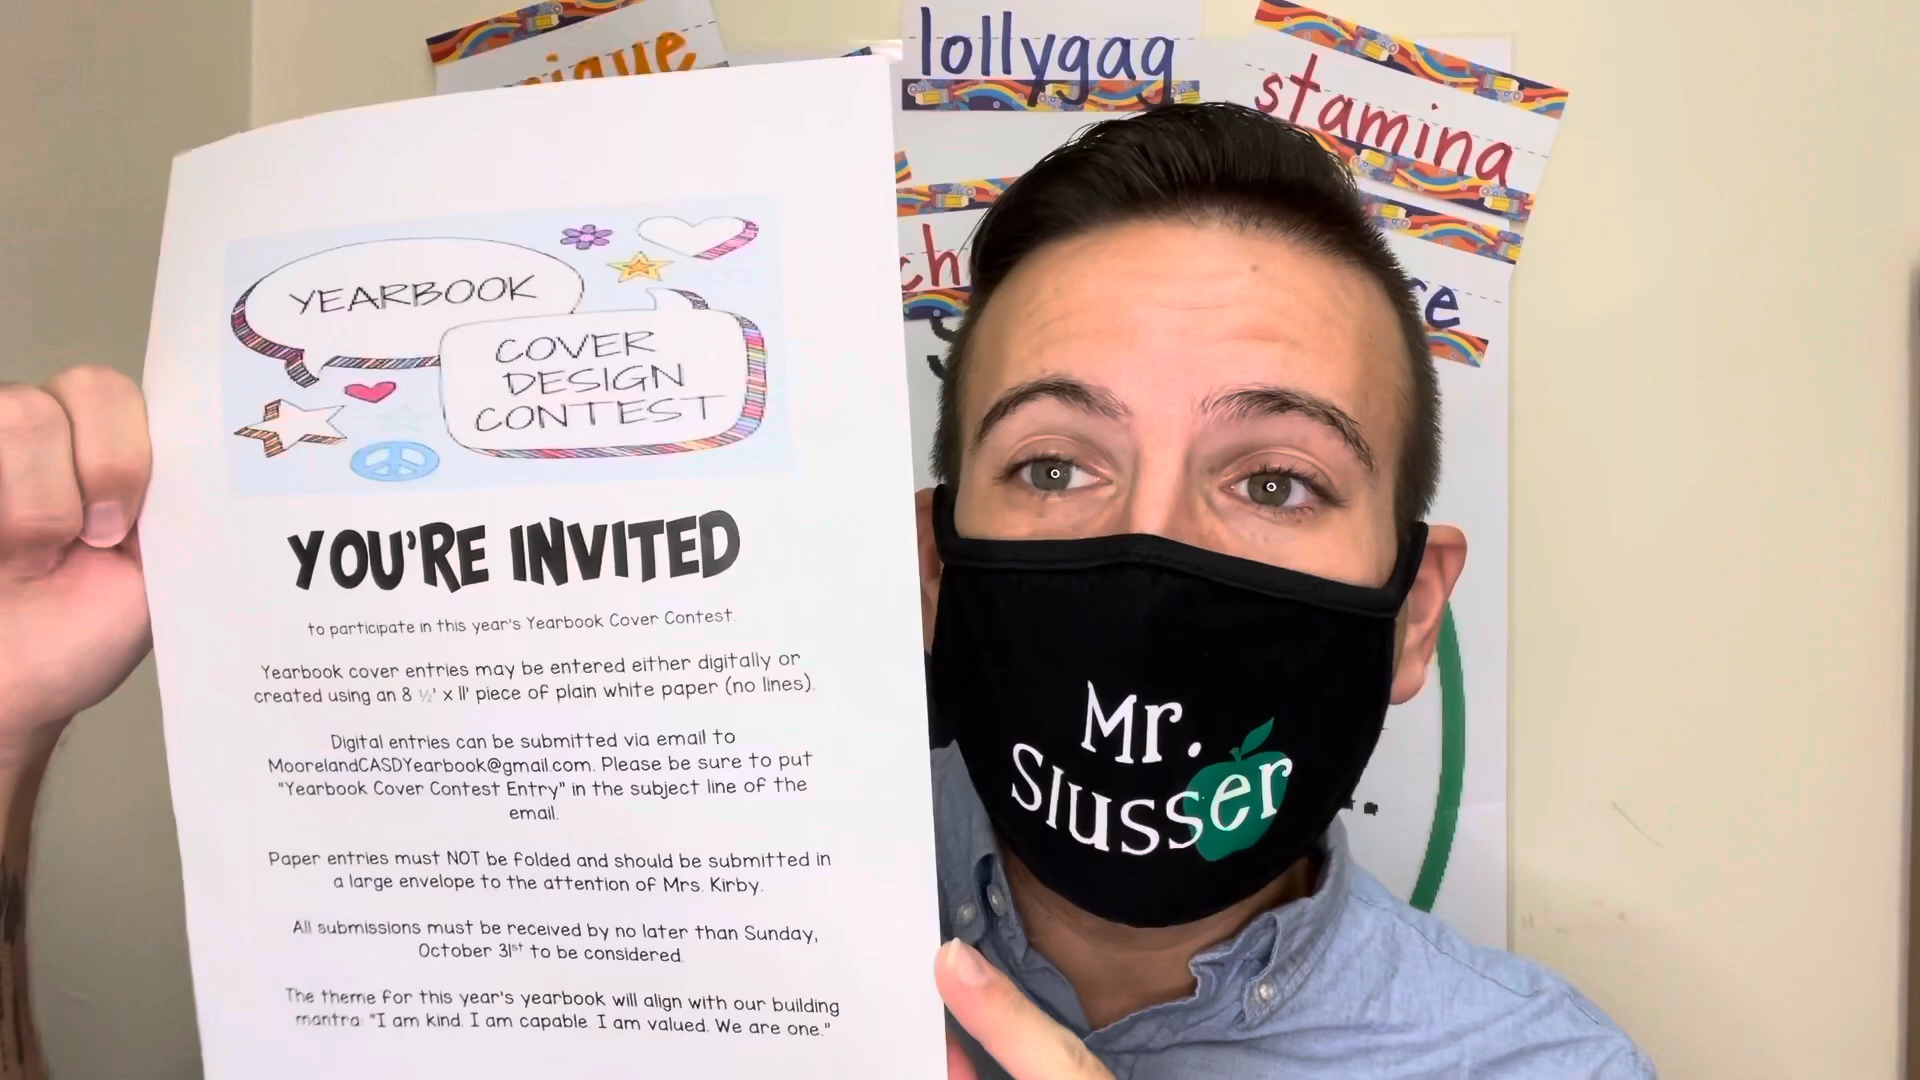 lollygag
stamina
YEARBOOK
COVER
DESIGN
CONTEST
YOU'RE INVITED
to participate in this year's Yearbook Cover Contest.
Yearbook cover entries may be entered either digitally or
created using an 8 ½' x 11' piece of plain white paper (no lines).
Digital entries can be submitted via email to
MoorelandCASDYearbook@gmail.com. Please be sure to put
"Yearbook Cover Contest Entry" in the subject line of the
email.
Paper entries must NOT be folded and should be submitted in
a large envelope to the attention of Mrs. Kirby.
All submissions must be received by no later than Sunday,
October 31st to be considered.
The theme for this year's yearbook will align with our building
mantra: "I am kind. I am capable. I am valued. We are one."
Mr.
Slusser